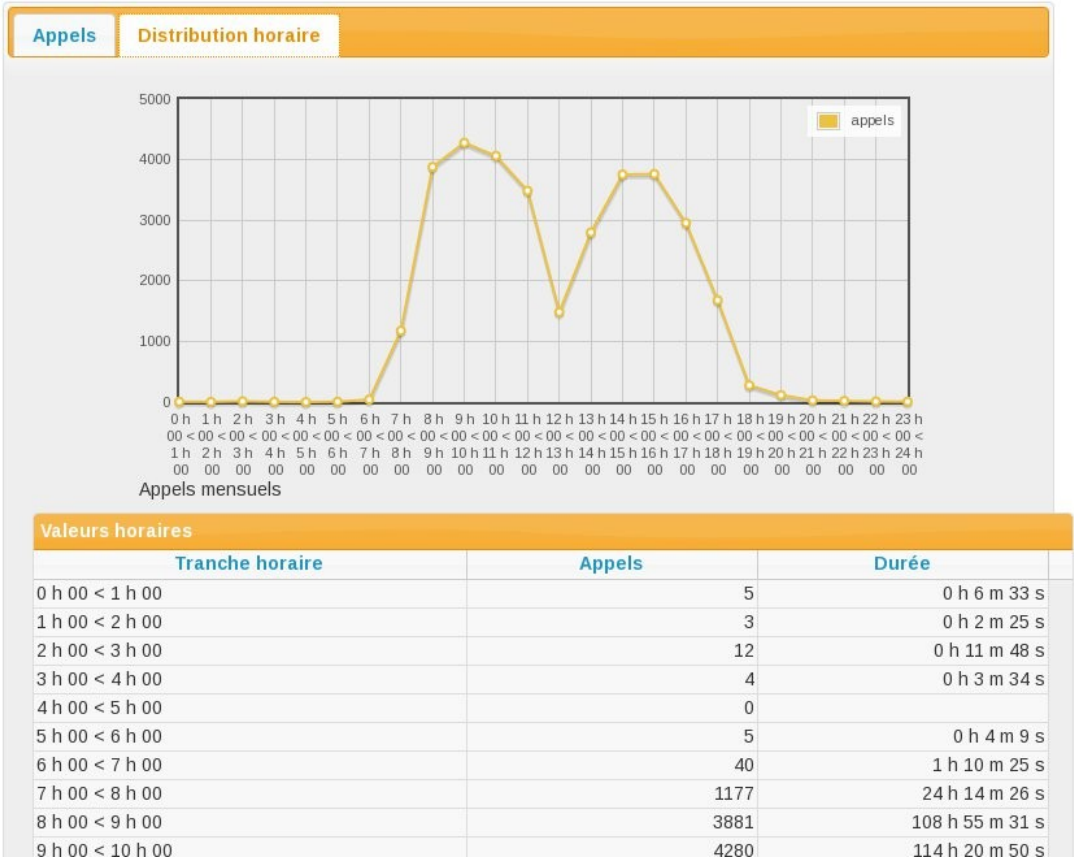 Appels
Distribution horaire
5000
4000
3000
2000
1000
0
appels
0 h 1 h 2 h 3 h 4 h 5 h 6 h 7 h 8 h 9 h 10 h 11 h 12 h 13 h 14 h 15 h 16 h 17 h 18 h 19 h 20 h 21 h 22 h 23 h
00 < 00 < 00 < 00 < 00 < 00 < 00 < 00 < 00 < 00 < 00 < 00 < 00 < 00 < 00 < 00 < 00 < 00 < 00 < 00 < 00 < 00 < 00 < 00 <
1 h 2 h 3 h 4 h 5 h 6 h 7 h 8 h 9 h 10 h 11 h 12 h 13 h 14 h 15 h 16 h 17 h 18 h 19 h 20 h 21 h 22 h 23 h 24 h
00 00 00 00 00 00 00 00 00 00 00 00 00 00 00 00 00 00 00 00 00 00 00 00
Appels mensuels
Valeurs horaires
Tranche horaire Appels Durée
0 h 00 < 1 h 00 5 0 h 6 m 33 s
1 h 00 < 2 h 00 3 0 h 2 m 25 s
2 h 00 < 3 h 00 12 0 h 11 m 48 s
3 h 00 < 4 h 00 4 0 h 3 m 34 s
4 h 00 < 5 h 00 0
5 h 00 < 6 h 00 5 0 h 4 m 9 s
6 h 00 < 7 h 00 40 1 h 10 m 25 s
7 h 00 < 8 h 00 1177 24 h 14 m 26 s
8 h 00 < 9 h 00 3881 108 h 55 m 31 s
9 h 00 < 10 h 00 4280 114 h 20 m 50 s